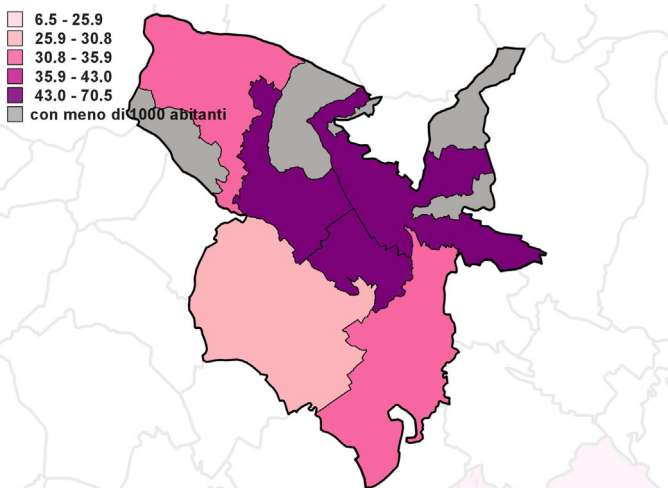 6.5 - 25.9
25.9 - 30.8
30.8 - 35.9
35.9 - 43.0
43.0 - 70.5
con meno di 1000 abitanti